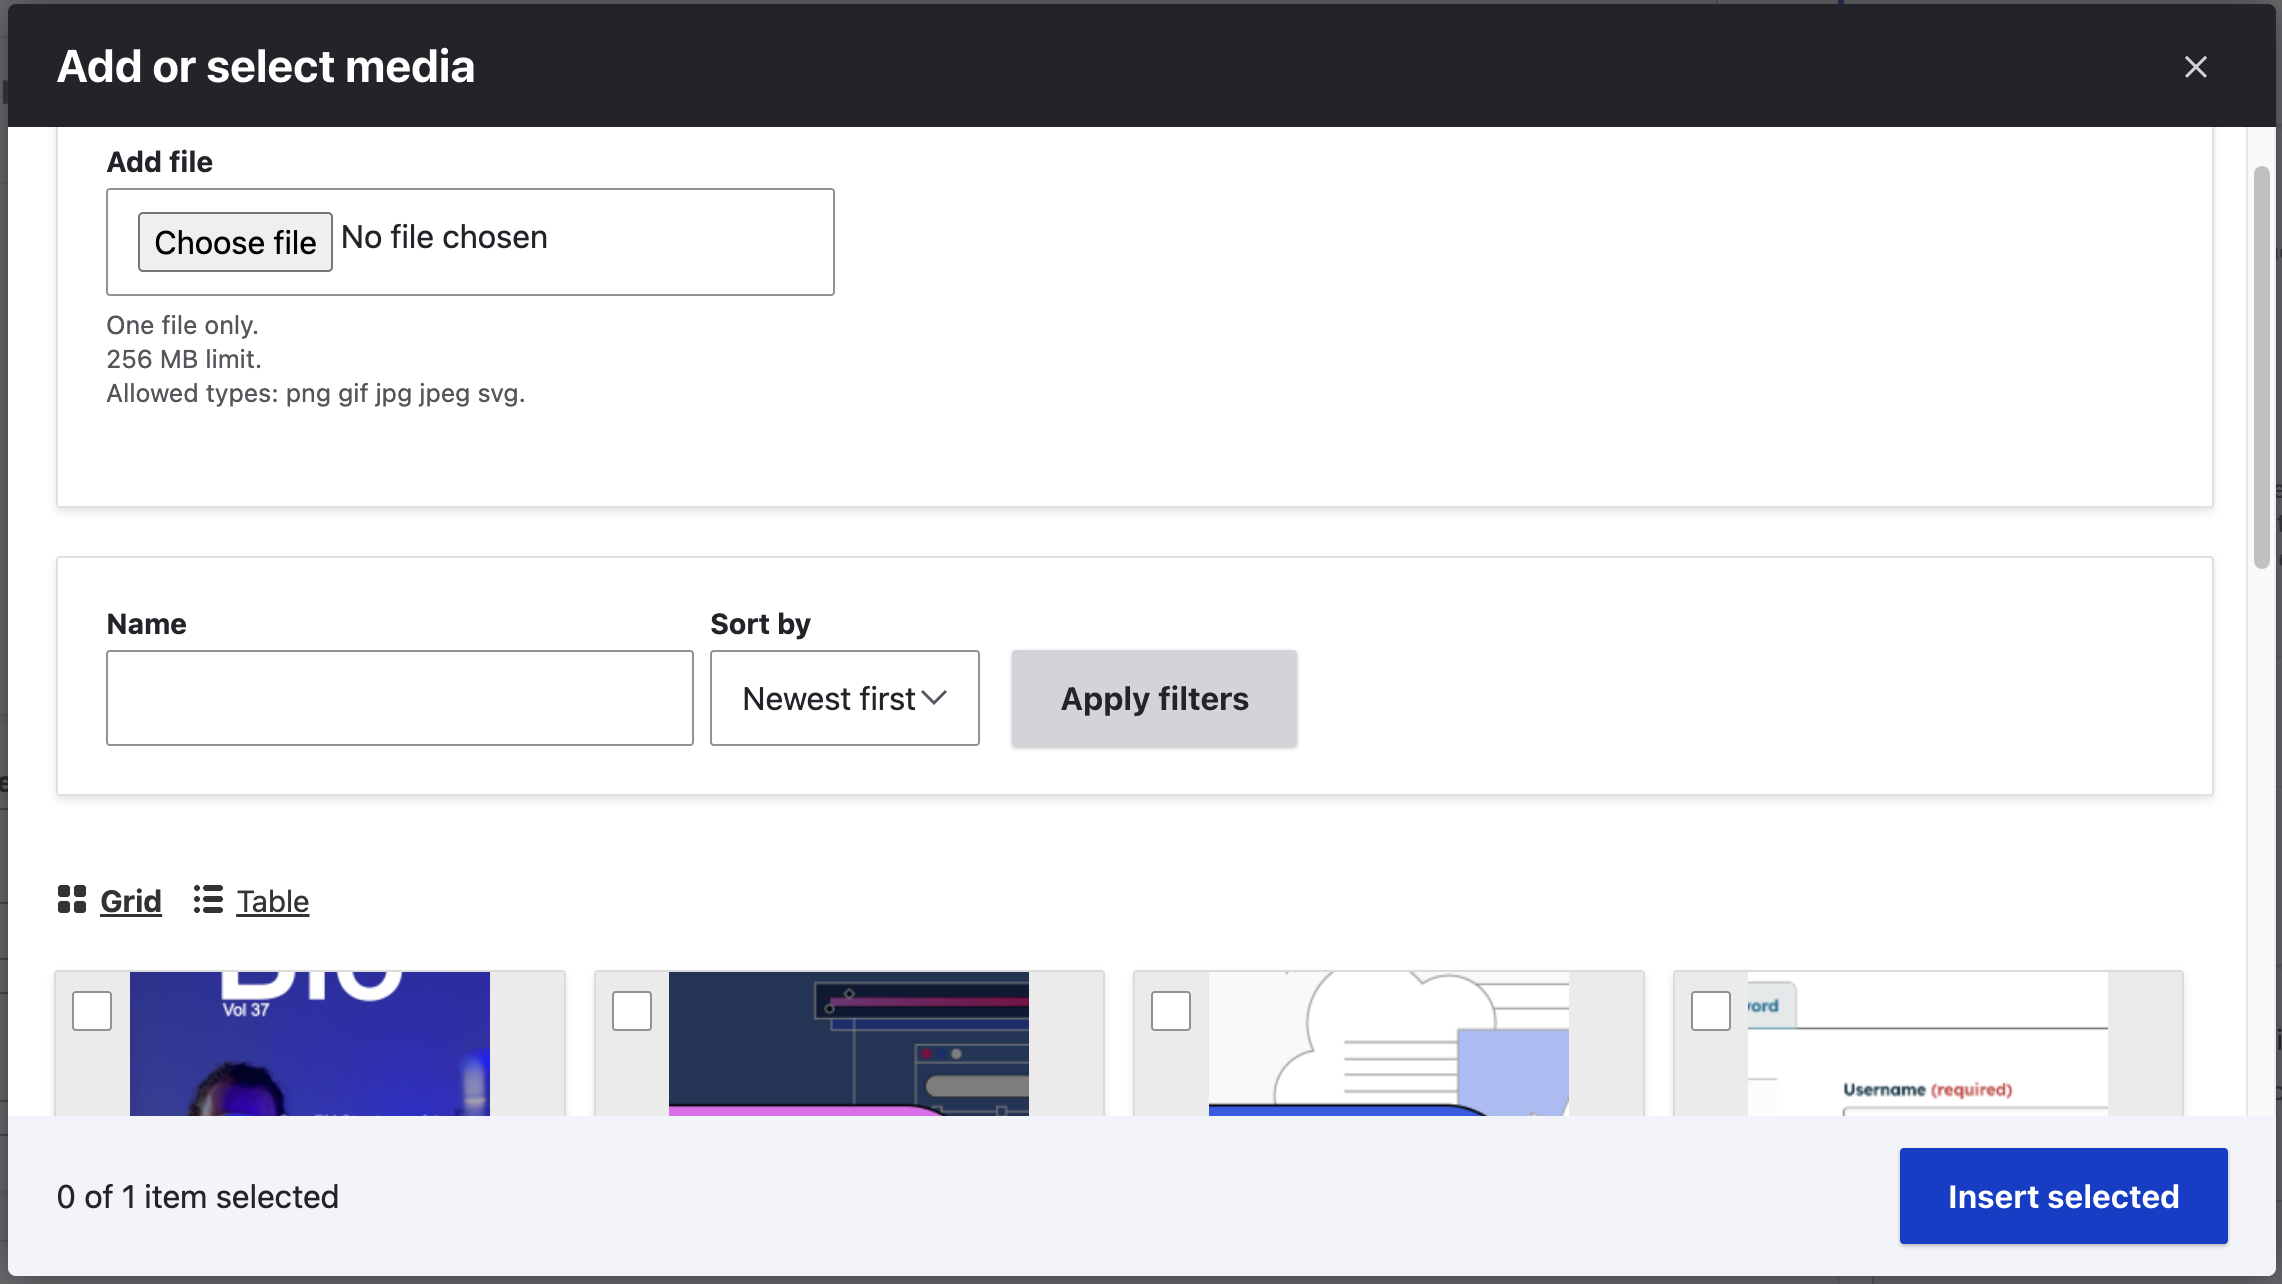 Add or select media
Add file
Choose file No file chosen
One file only.
256 MB limit.
Allowed types: png gif jpg jpeg svg.
Name
Sort by
Newest first
Apply filters
Grid
Table
Vol 37
Username (required)
0 of 1 item selected
Insert selected